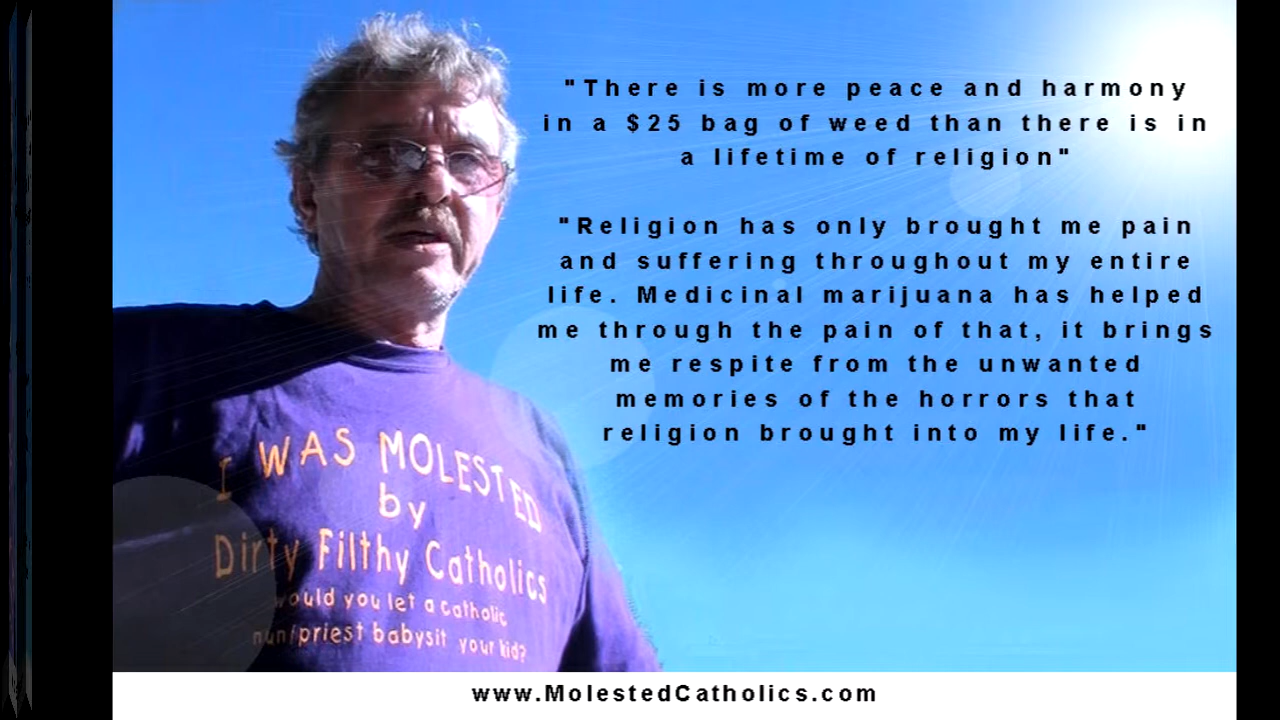 "There is more peace and harmony
in a $25 bag of weed than there is in
a lifetime of religion"
"Religion has only brought me pain
and suffering throughout my entire
life. Medicinal marijuana has helped
me through the pain of that, it brings
me respite from the unwanted
memories of the horrors that
religion brought into my life."
I WAS MOLESTED
by
Dirty Filthy Catholics
would you let a catholic
nun/priest babysit your kid?
www.MolestedCatholics.com